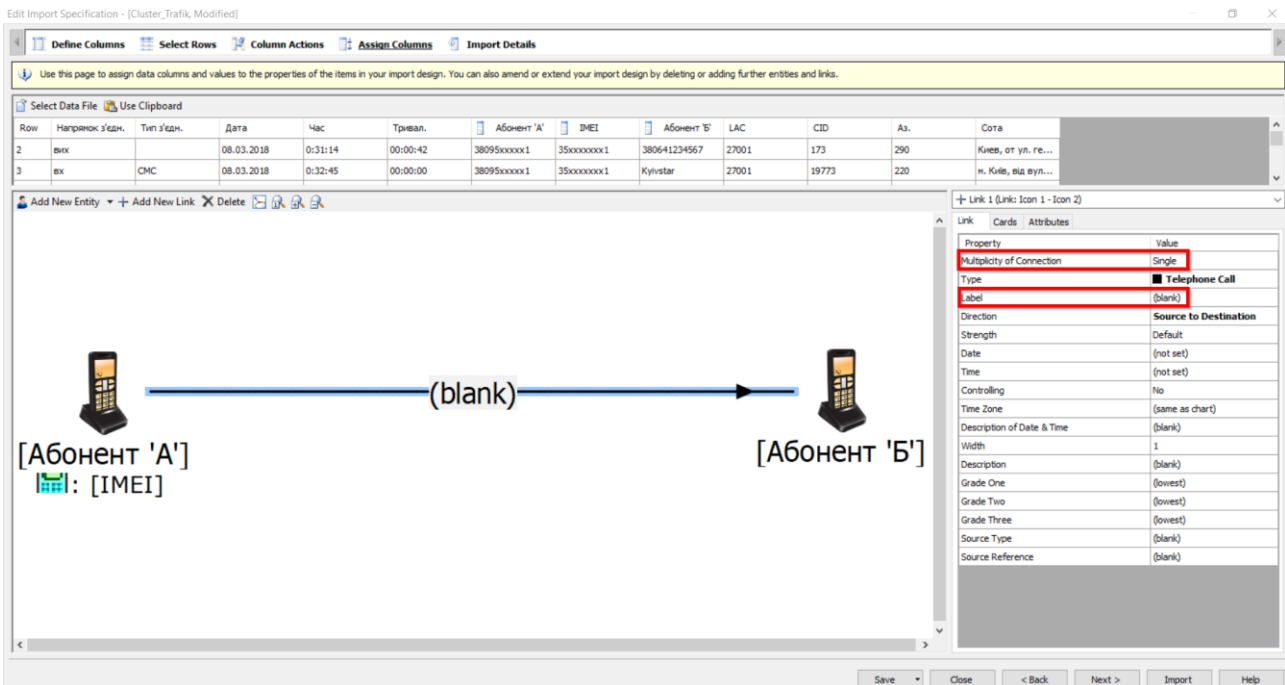 Edit Import Specification - [Cluster_Trafik, Modified]
Define Columns Select Rows Column Actions Assign Columns Import Details
Use this page to assign data columns and values to the properties of the items in your import design. You can also amend or extend your import design by deleting or adding further entities and links.
Select Data File Use Clipboard
Row Напрянок з'єдн. Тип з'єдн. Дата Час Тривал. Абонент 'А' IMEI Абонент 'Б' LAC CID Аз. Сота
2 вих 08.03.2018 0:31:14 00:00:42 38095xxxxx1 35xxxxxxx1 380641234567 27001 173 290 Киев, от ул. ге...
3 вх СМС 08.03.2018 0:32:45 00:00:00 38095xxxxx1 35xxxxxxx1 Kyivstar 27001 19773 220 м. Київ, від вул...
Add New Entity Add New Link Delete
Link 1 (Link: Icon 1 - Icon 2)
Link Cards Attributes
Property Value
Multiplicity of Connection Single
Type Telephone Call
Label (blank)
Direction Source to Destination
Strength Default
Date (not set)
Time (not set)
Controlling No
Time Zone (same as chart)
Description of Date & Time (blank)
Width 1
Description (blank)
Grade One (lowest)
Grade Two (lowest)
Grade Three (lowest)
Source Type (blank)
Source Reference (blank)
(blank)
[Абонент 'А'] [Абонент 'Б']
: [IMEI]
Save Close < Back Next > Import Help